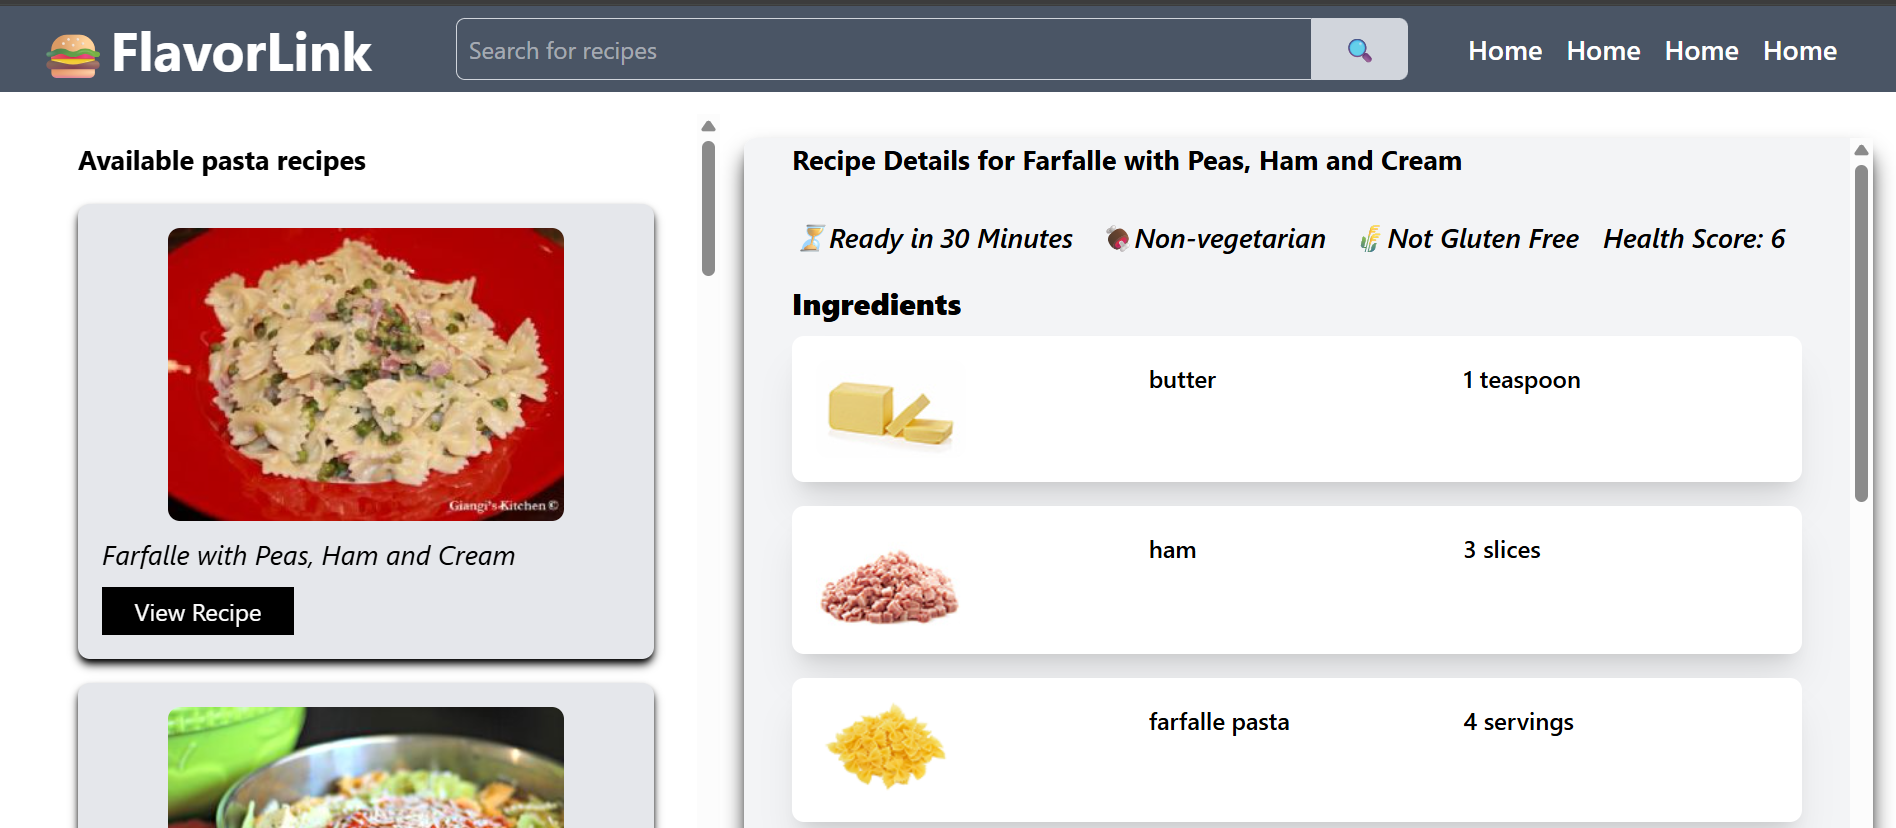 FlavorLink
Search for recipes
Home Home Home Home
Available pasta recipes
Giangi's Kitchen ©
Farfalle with Peas, Ham and Cream
View Recipe
Recipe Details for Farfalle with Peas, Ham and Cream
Ready in 30 Minutes Non-vegetarian Not Gluten Free Health Score: 6
Ingredients
butter 1 teaspoon
ham 3 slices
farfalle pasta 4 servings